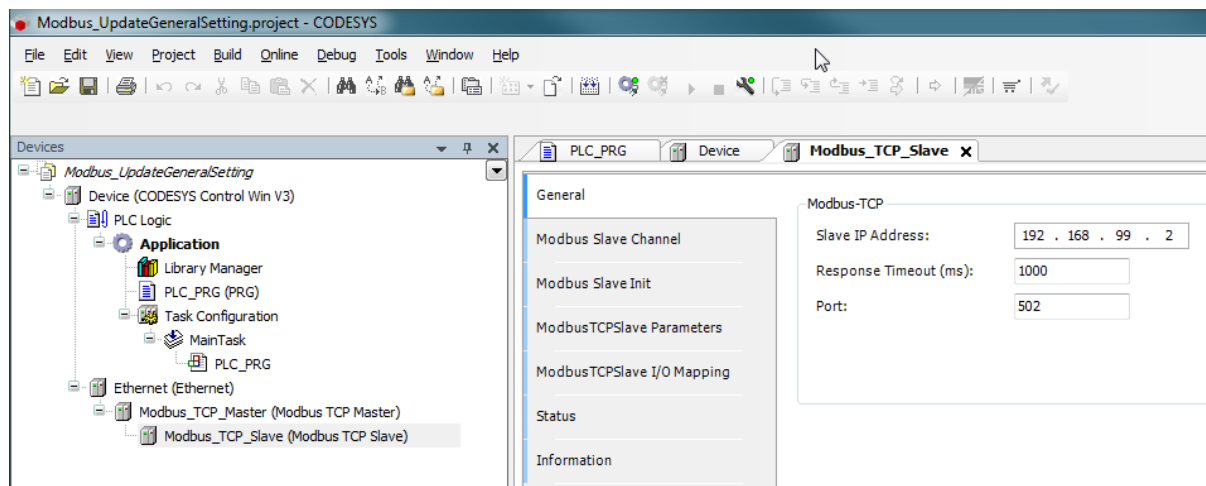 Modbus_UpdateGeneralSetting.project - CODESYS
File Edit View Project Build Online Debug Tools Window Help
Devices
Modbus_UpdateGeneralSetting
Device (CODESYS Control Win V3)
PLC Logic
Application
Library Manager
PLC_PRG (PRG)
Task Configuration
MainTask
PLC_PRG
Ethernet (Ethernet)
Modbus_TCP_Master (Modbus TCP Master)
Modbus_TCP_Slave (Modbus TCP Slave)
PLC_PRG Device Modbus_TCP_Slave X
General
Modbus Slave Channel
Modbus Slave Init
ModbusTCPSlave Parameters
ModbusTCPSlave I/O Mapping
Status
Information
Modbus-TCP
Slave IP Address: 192 . 168 . 99 . 2
Response Timeout (ms): 1000
Port: 502